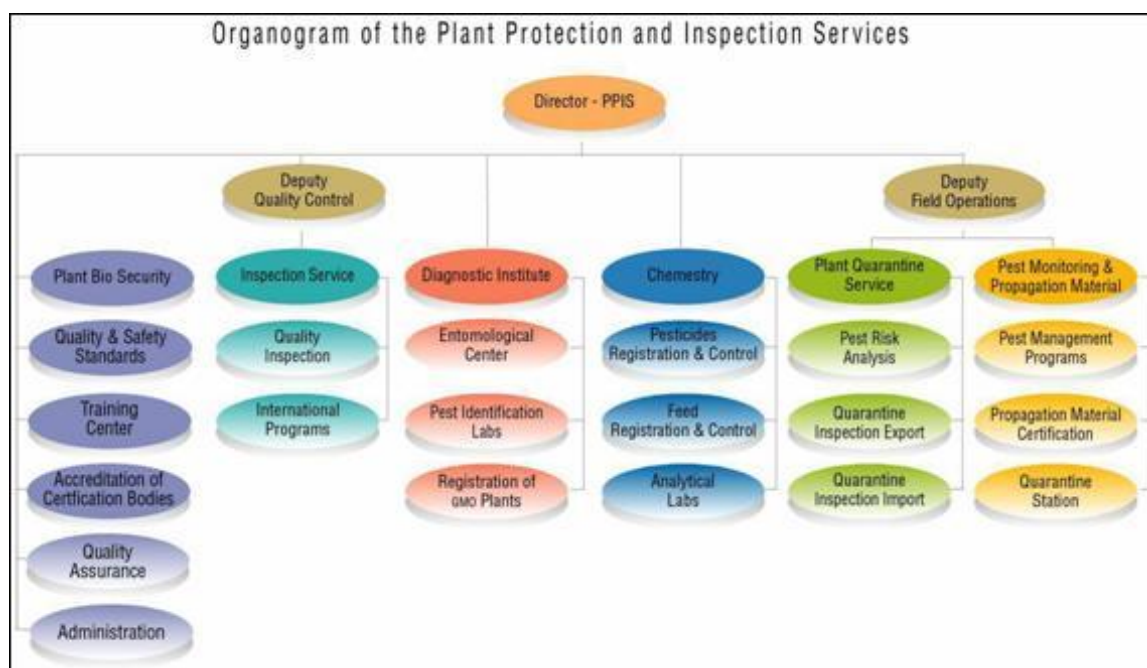 Organogram of the Plant Protection and Inspection Services
Director - PPIS
Deputy
Quality Control
Deputy
Field Operations
Plant Bio Security
Quality & Safety
Standards
Training
Center
Accreditation of
Certfication Bodies
Quality
Assurance
Administration
Inspection Service
Quality
Inspection
International
Programs
Diagnostic Institute
Entomological
Center
Pest Identification
Labs
Registration of
GMO Plants
Chemestry
Pesticides
Registration & Control
Feed
Registration & Control
Analytical
Labs
Plant Quarantine
Service
Pest Risk
Analysis
Quarantine
Inspection Export
Quarantine
Inspection Import
Pest Monitoring &
Propagation Material
Pest Management
Programs
Propagation Material
Certification
Quarantine
Station